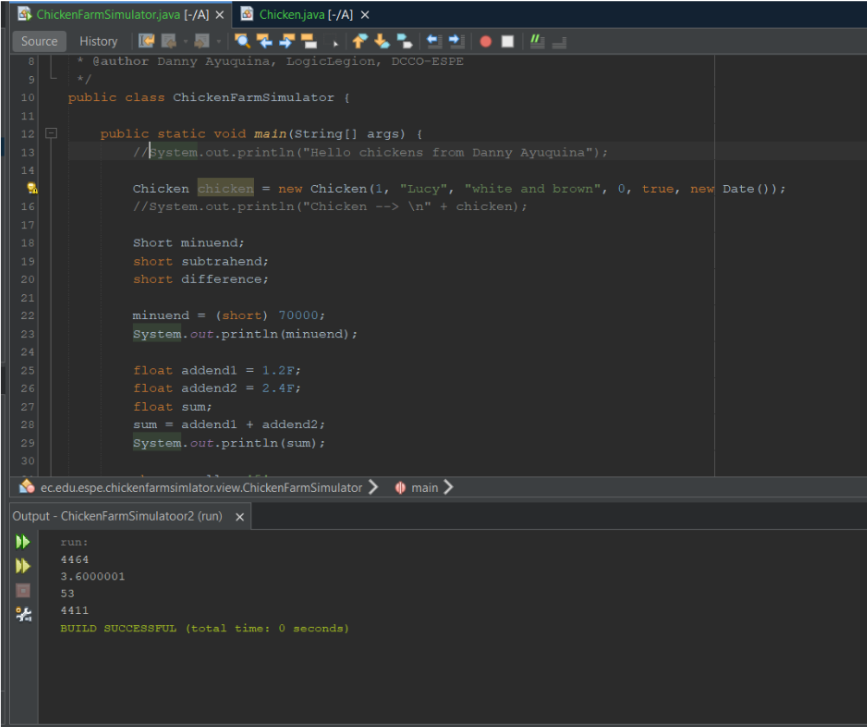 ChickenFarmSimulator.java [-/A] × Chicken.java [-/A] ×
Source History
8 * @author Danny Ayuquina, LogicLegion, DCCO-ESPE
9 */
10 public class ChickenFarmSimulator {
11
12 public static void main(String[] args) {
13 //System.out.println("Hello chickens from Danny Ayuquina");
14
Chicken chicken = new Chicken(1, "Lucy", "white and brown", 0, true, new Date());
16 //System.out.println("Chicken --> \n" + chicken);
17
18 Short minuend;
19 short subtrahend;
20 short difference;
21
22 minuend = (short) 70000;
23 System.out.println(minuend);
24
25 float addend1 = 1.2F;
26 float addend2 = 2.4F;
27 float sum;
28 sum = addend1 + addend2;
29 System.out.println(sum);
30
ec.edu.espe.chickenfarmsimlator.view.ChickenFarmSimulator > main >
Output - ChickenFarmSimulatoor2 (run) ×
run:
4464
3.6000001
53
4411
BUILD SUCCESSFUL (total time: 0 seconds)